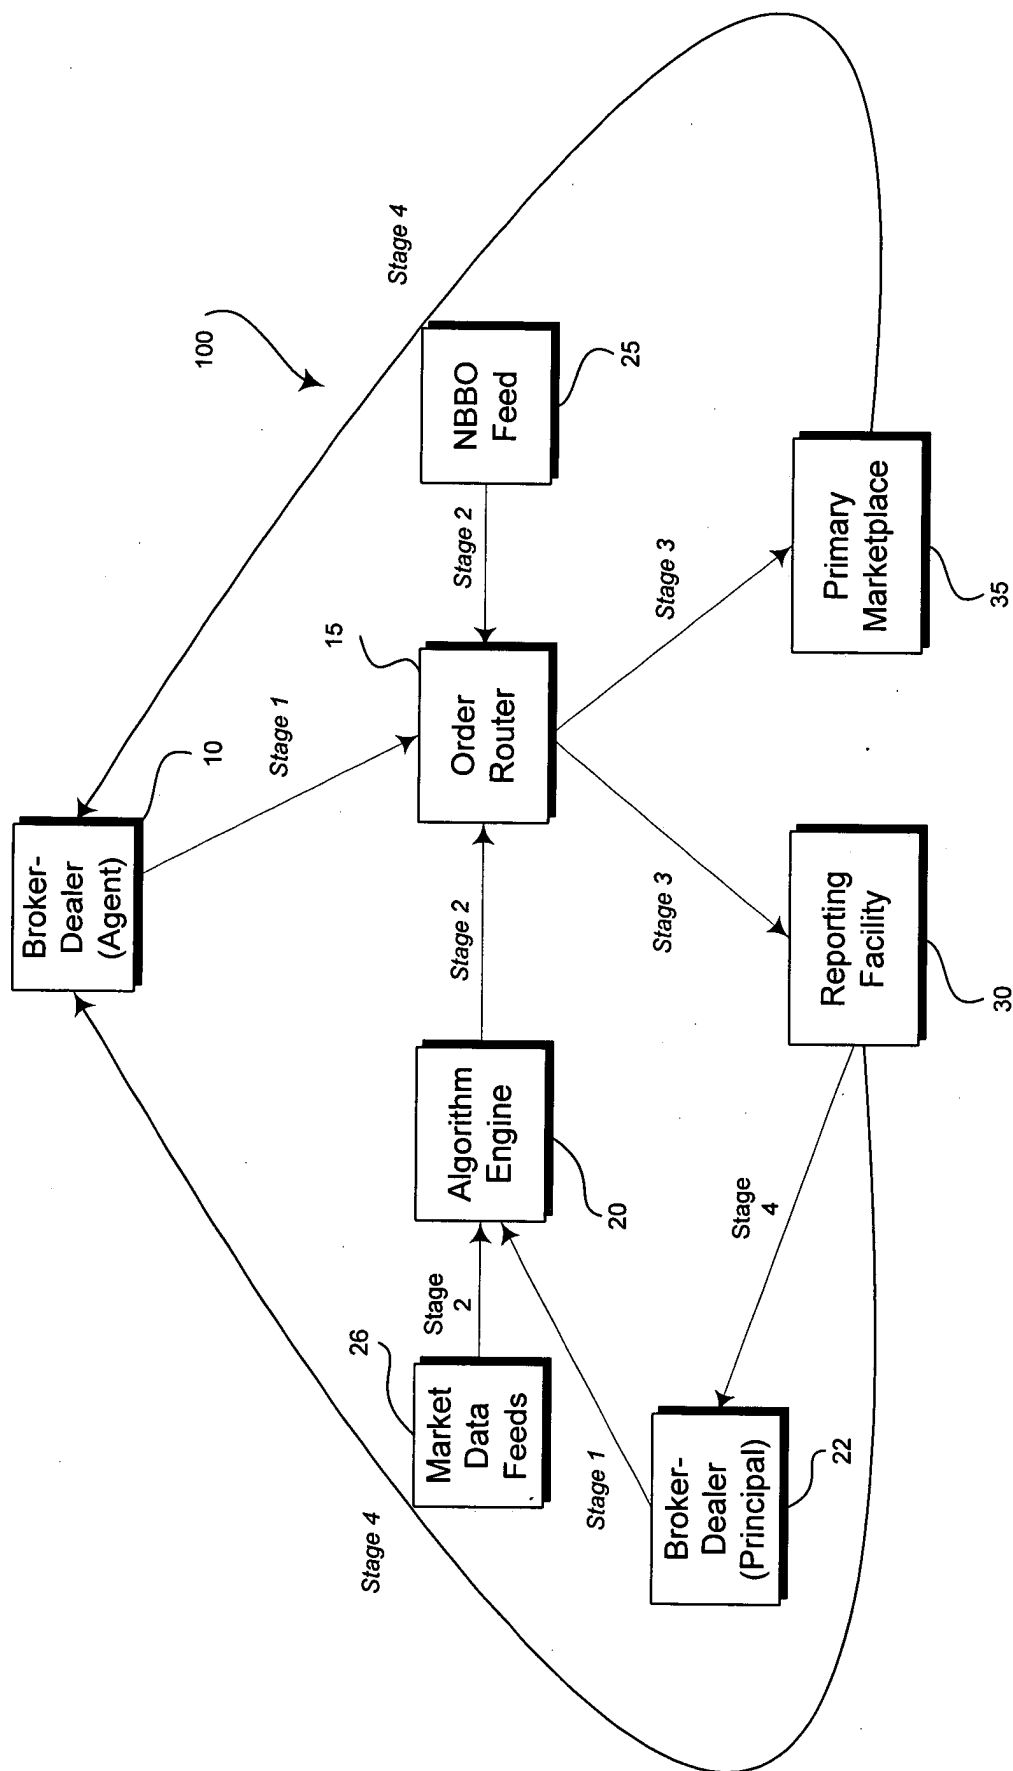 Broker-
Dealer
(Agent)
10
Stage 4
Stage 1
100
Stage 4
26
Market
Data
Feeds
Stage
2
Algorithm
Engine
20
Stage 2
15
Order
Router
Stage 2
NBBO
Feed
25
Stage 1
Broker-
Dealer
(Principal)
22
Stage
4
Stage 3
Stage 3
Reporting
Facility
30
Primary
Marketplace
35